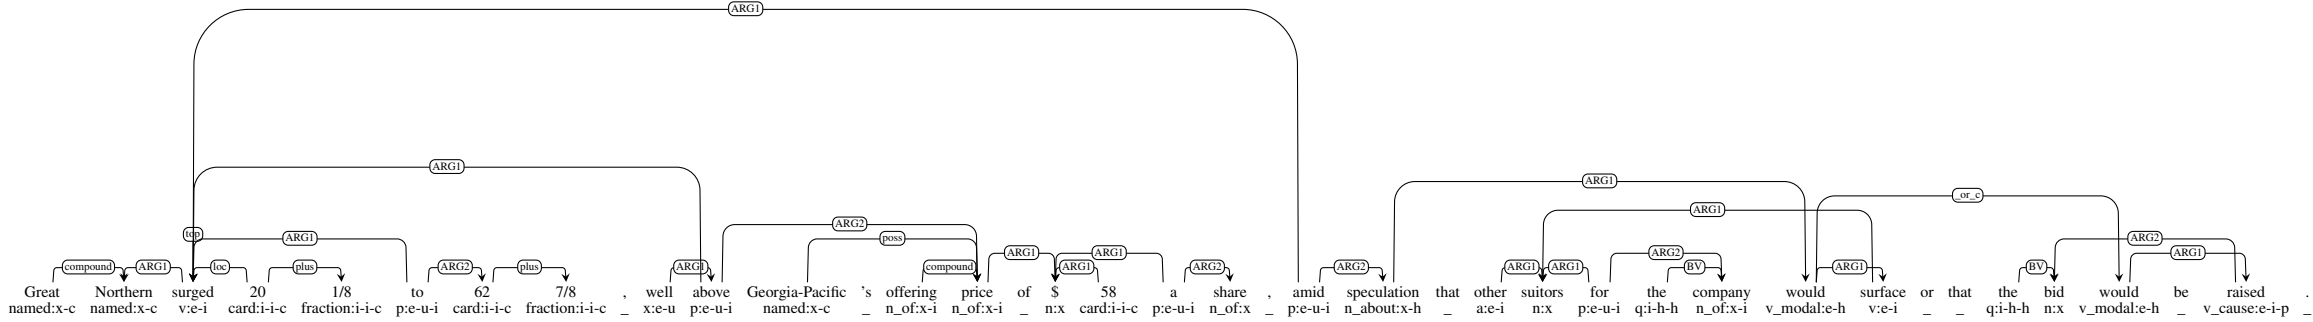 ARG1
ARG1
ARG1
_or_c
ARG1
ARG2
top
ARG1
poss
ARG2
ARG1
ARG1
ARG2
ARG1
compound
ARG1
loc
plus
ARG2
plus
ARG1
compound
ARG1
ARG2
ARG2
ARG1
ARG1
BV
ARG1
BV
Great Northern surged 20 1/8 to 62 7/8 , well above Georgia-Pacific 's offering price of $ 58 a share , amid speculation that other suitors for the company would surface or that the bid would be raised .
named:x-c named:x-c v:e-i card:i-i-c fraction:i-i-c p:e-u-i card:i-i-c fraction:i-i-c _ x:e-u p:e-u-i named:x-c _ n_of:x-i n_of:x-i _ n:x card:i-i-c p:e-u-i n_of:x _ p:e-u-i n_about:x-h _ a:e-i n:x p:e-u-i q:i-h-h n_of:x-i v_modal:e-h v:e-i _ _ q:i-h-h n:x v_modal:e-h _ v_cause:e-i-p _